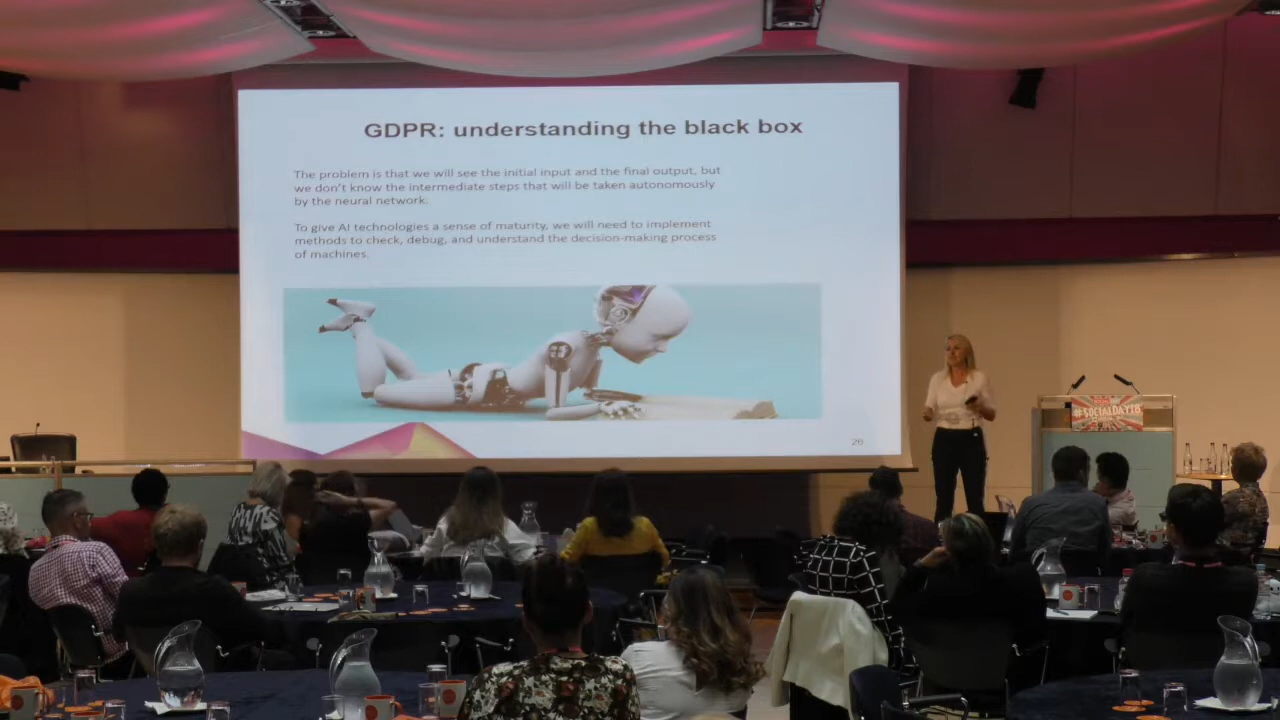 GDPR: understanding the black box
The problem is that we will see the initial input and the final output, but
we don't know the intermediate steps that will be taken autonomously
by the neural network.
To give AI technologies a sense of maturity, we will need to implement
methods to check, debug, and understand the decision-making process
of machines.
20
#SOCIALDAY18